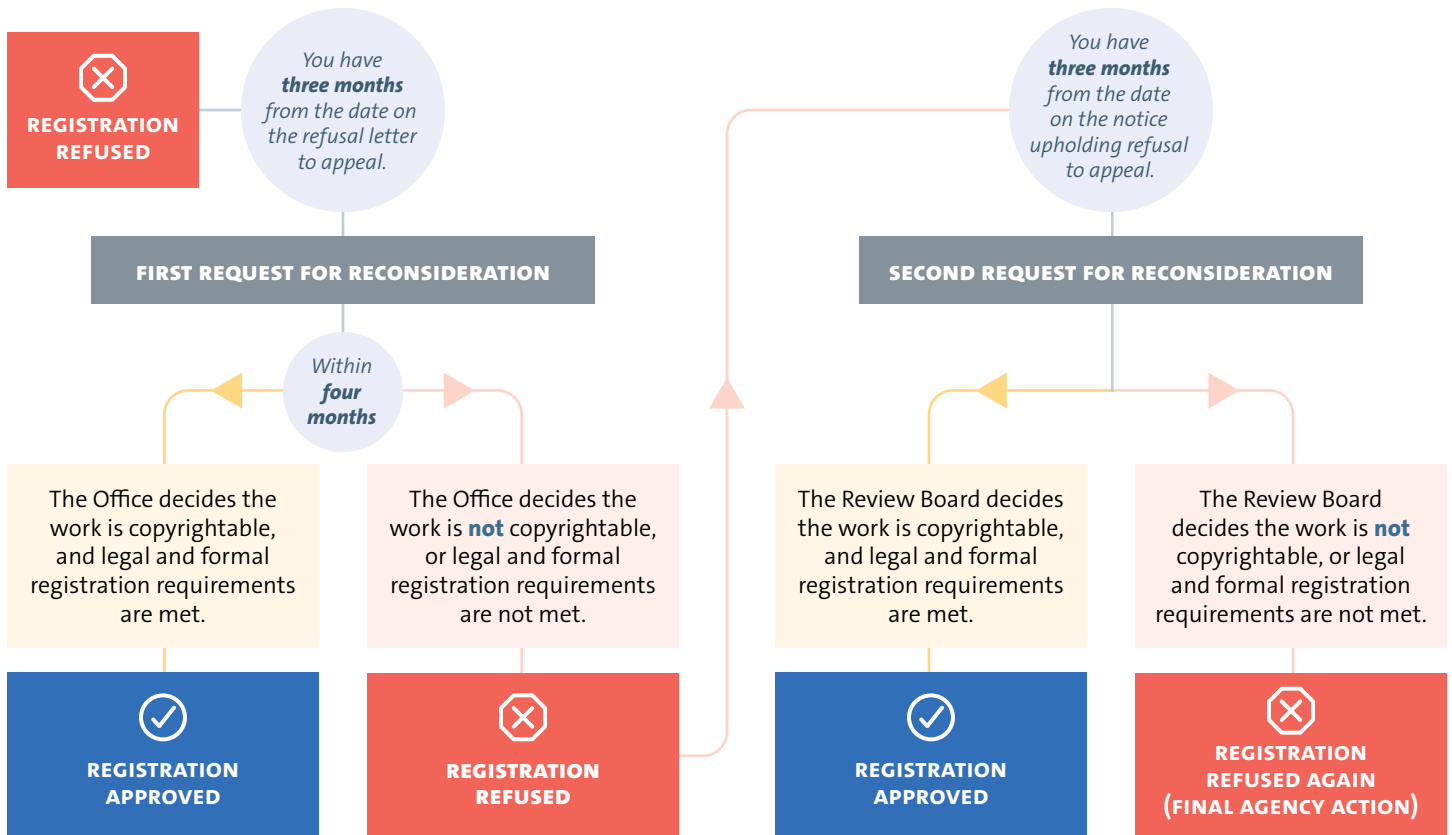 REGISTRATION
REFUSED
You have
three months
from the date on
the refusal letter
to appeal.
FIRST REQUEST FOR RECONSIDERATION
Within
four
months
The Office decides the
work is copyrightable,
and legal and formal
registration requirements
are met.
REGISTRATION
APPROVED
The Office decides the
work is not copyrightable,
or legal and formal
registration requirements
are not met.
REGISTRATION
REFUSED
You have
three months
from the date
on the notice
upholding refusal
to appeal.
SECOND REQUEST FOR RECONSIDERATION
The Review Board decides
the work is copyrightable,
and legal and formal
registration requirements
are met.
REGISTRATION
APPROVED
The Review Board
decides the work is not
copyrightable, or legal
and formal registration
requirements are not met.
REGISTRATION
REFUSED AGAIN
(FINAL AGENCY ACTION)